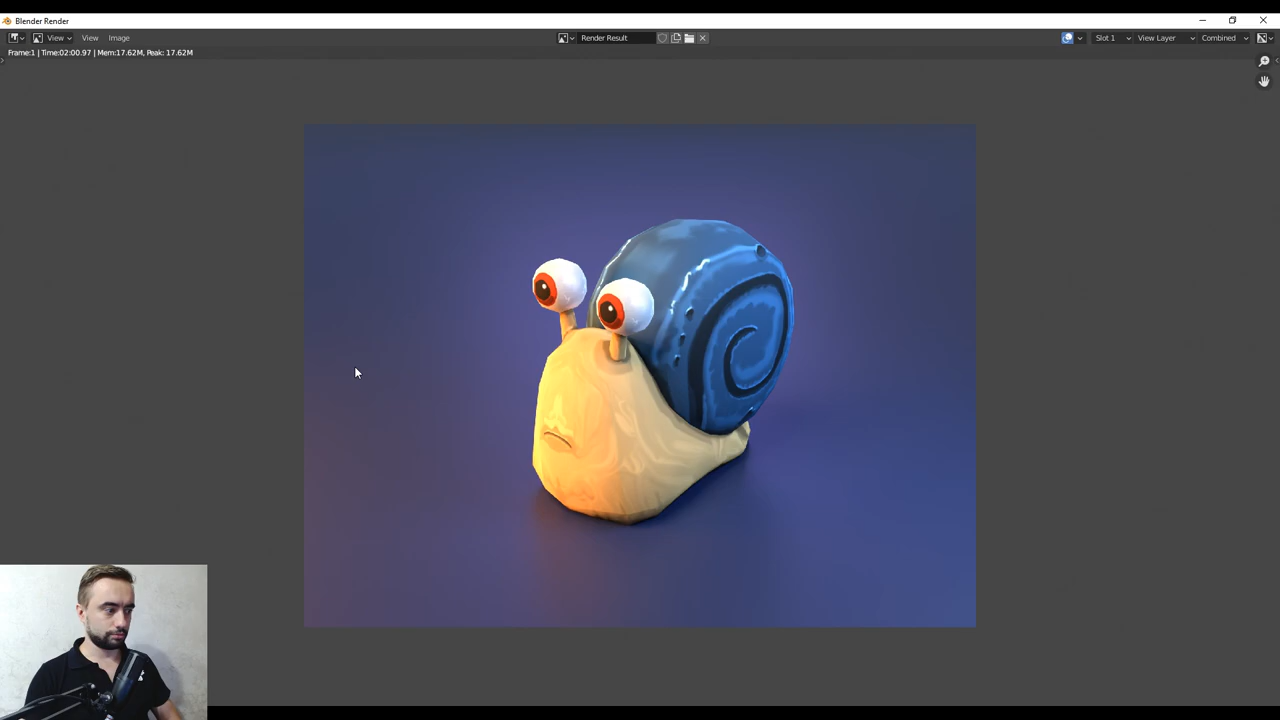 Blender Render
View View Image Render Result Slot 1 View Layer Combined
Frame:1 | Time:02:00.97 | Mem:17.62M, Peak: 17.62M